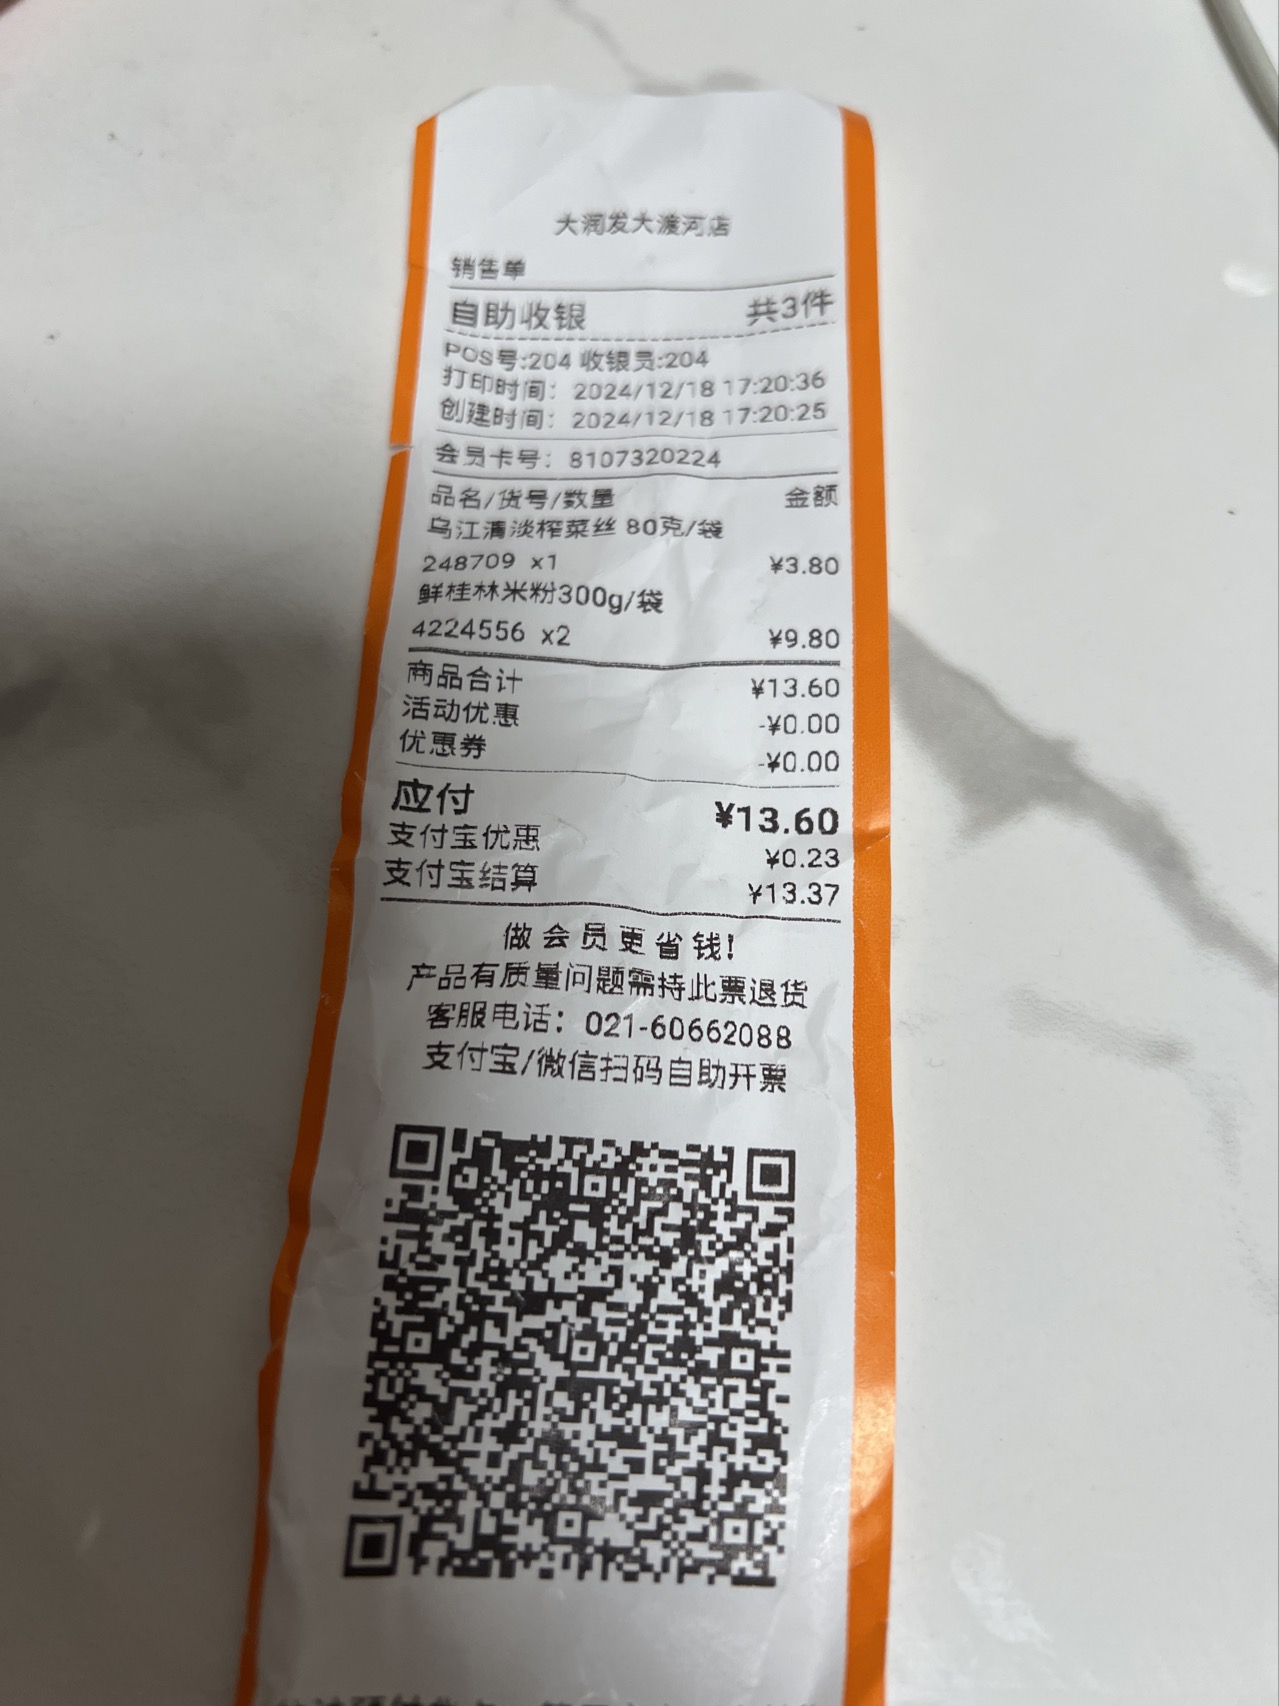 大润发大渡河店
销售单
自助收银 共3件
POS号:204 收银员:204
打印时间: 2024/12/18 17:20:36
创建时间: 2024/12/18 17:20:25
会员卡号: 8107320224
品名/货号/数量 金额
乌江清淡榨菜丝 80克/袋
248709 x1 ¥3.80
鲜桂林米粉300g/袋
4224556 x2 ¥9.80
商品合计 ¥13.60
活动优惠 -¥0.00
优惠券 -¥0.00
应付 ¥13.60
支付宝优惠 ¥0.23
支付宝结算 ¥13.37
做会员更省钱!
产品有质量问题需持此票退货
客服电话: 021-60662088
支付宝/微信扫码自助开票